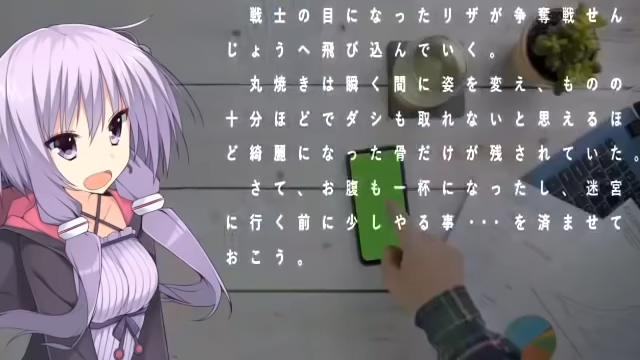 戦士の目になったリザが争奪戦せん
じょうへ飛び込んでいく。
丸焼きは瞬く間に姿を変え、ものの
十分ほどでダシも取れないと思えるほ
ど綺麗になった骨だけが残されていた。
さて、お腹も一杯になったし、迷宮
に行く前に少しやる事・・・を済ませて
おこう。